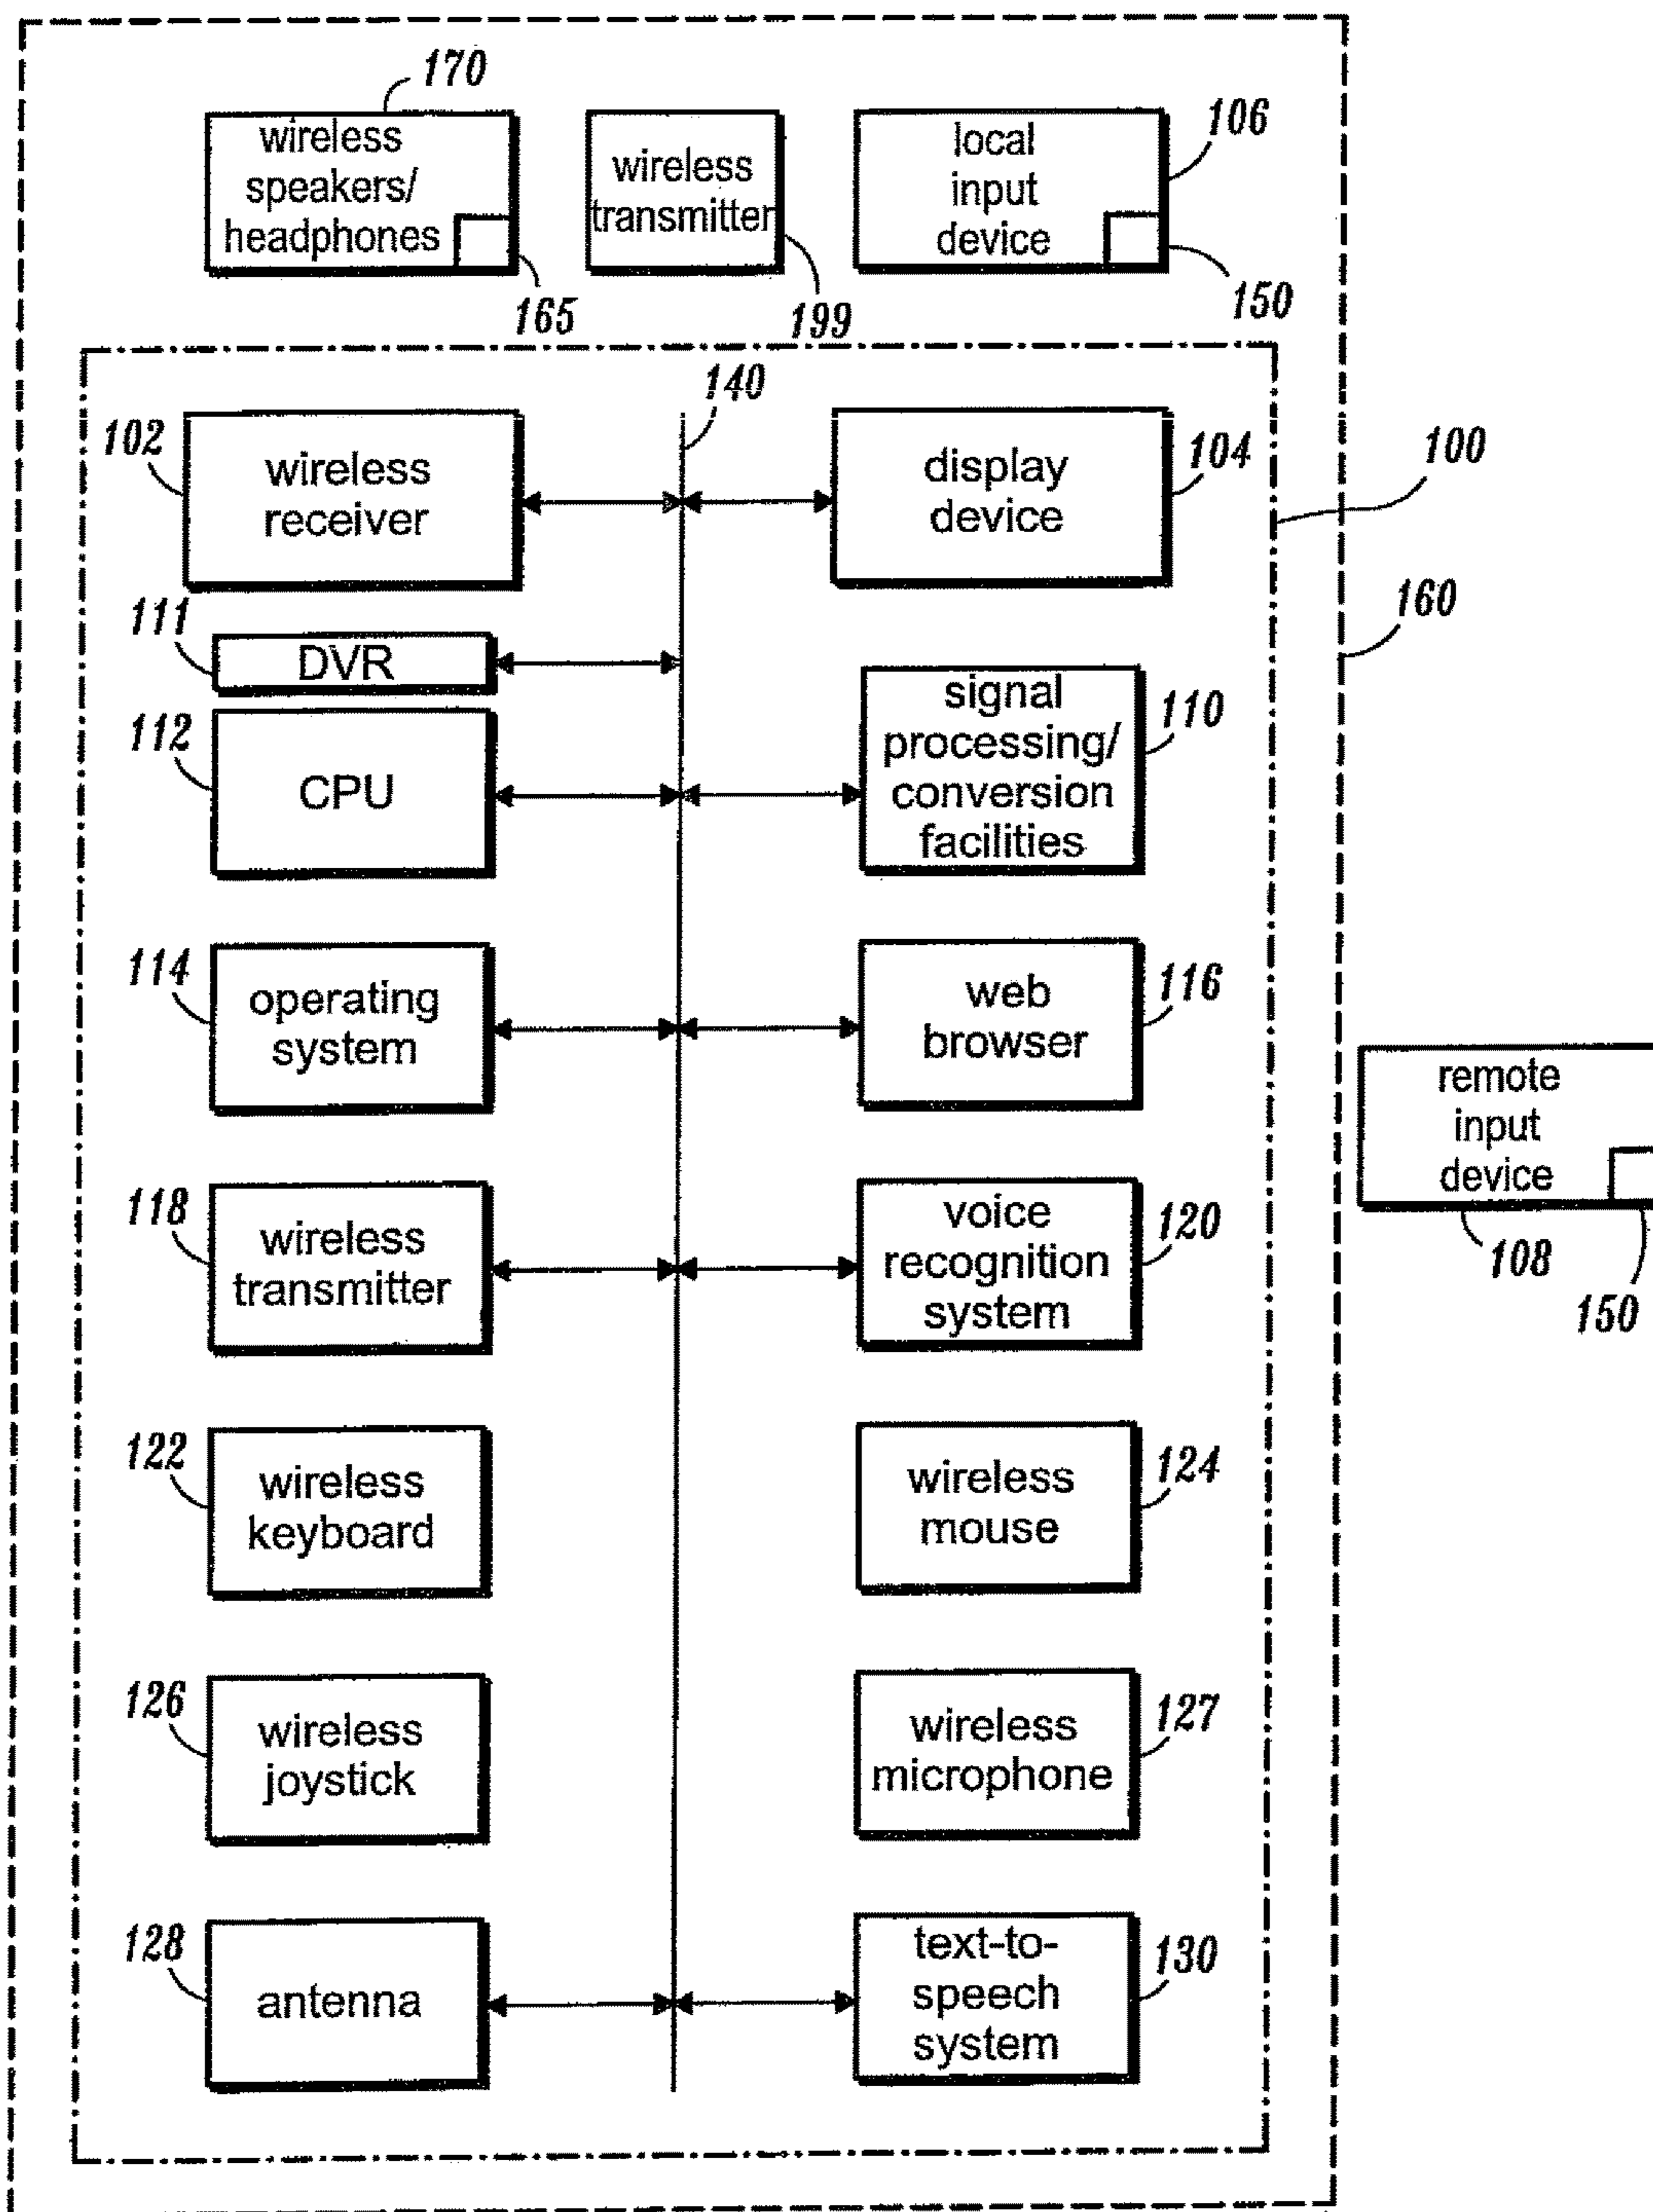 170
wireless
speakers/
headphones
165
wireless
transmitter
199
local
input
device
106
150
140
102
wireless
receiver
display
device
104
100
111
DVR
160
112
CPU
signal
processing/
conversion
facilities
110
114
operating
system
web
browser
116
remote
input
device
108
150
118
wireless
transmitter
voice
recognition
system
120
122
wireless
keyboard
wireless
mouse
124
126
wireless
joystick
wireless
microphone
127
128
antenna
text-to-
speech
system
130